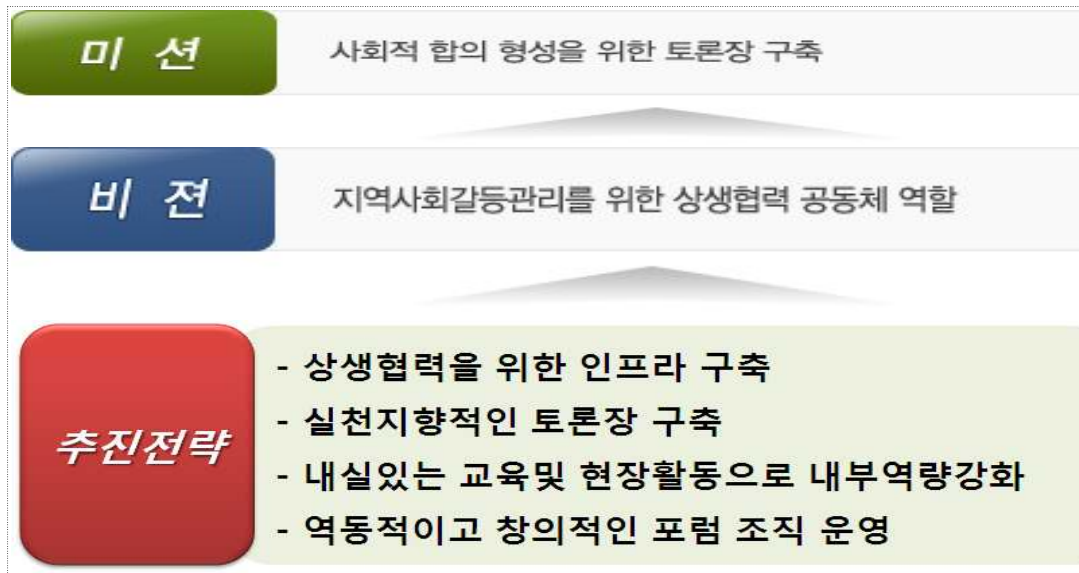 미 션
사회적 합의 형성을 위한 토론장 구축
비 젼
지역사회갈등관리를 위한 상생협력 공동체 역할
추진전략
- 상생협력을 위한 인프라 구축
- 실천지향적인 토론장 구축
- 내실있는 교육및 현장활동으로 내부역량강화
- 역동적이고 창의적인 포럼 조직 운영